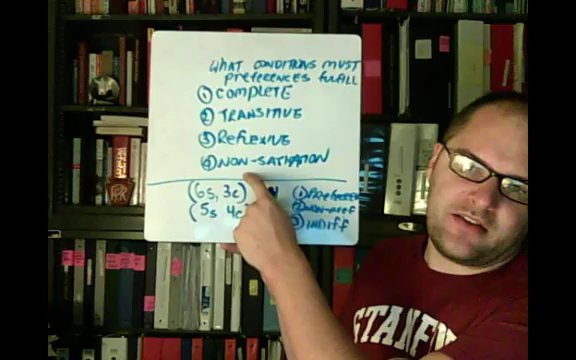 WHAT CONDITIONS MUST
PREFERENCES FULFILL
① COMPLETE
② TRANSITIVE
③ REFLEXIVE
④ NON-SATIATION
(6s, 3c)
(5s 4c
① PREFERRED
② NON-PREF
③ INDIFF
STANF